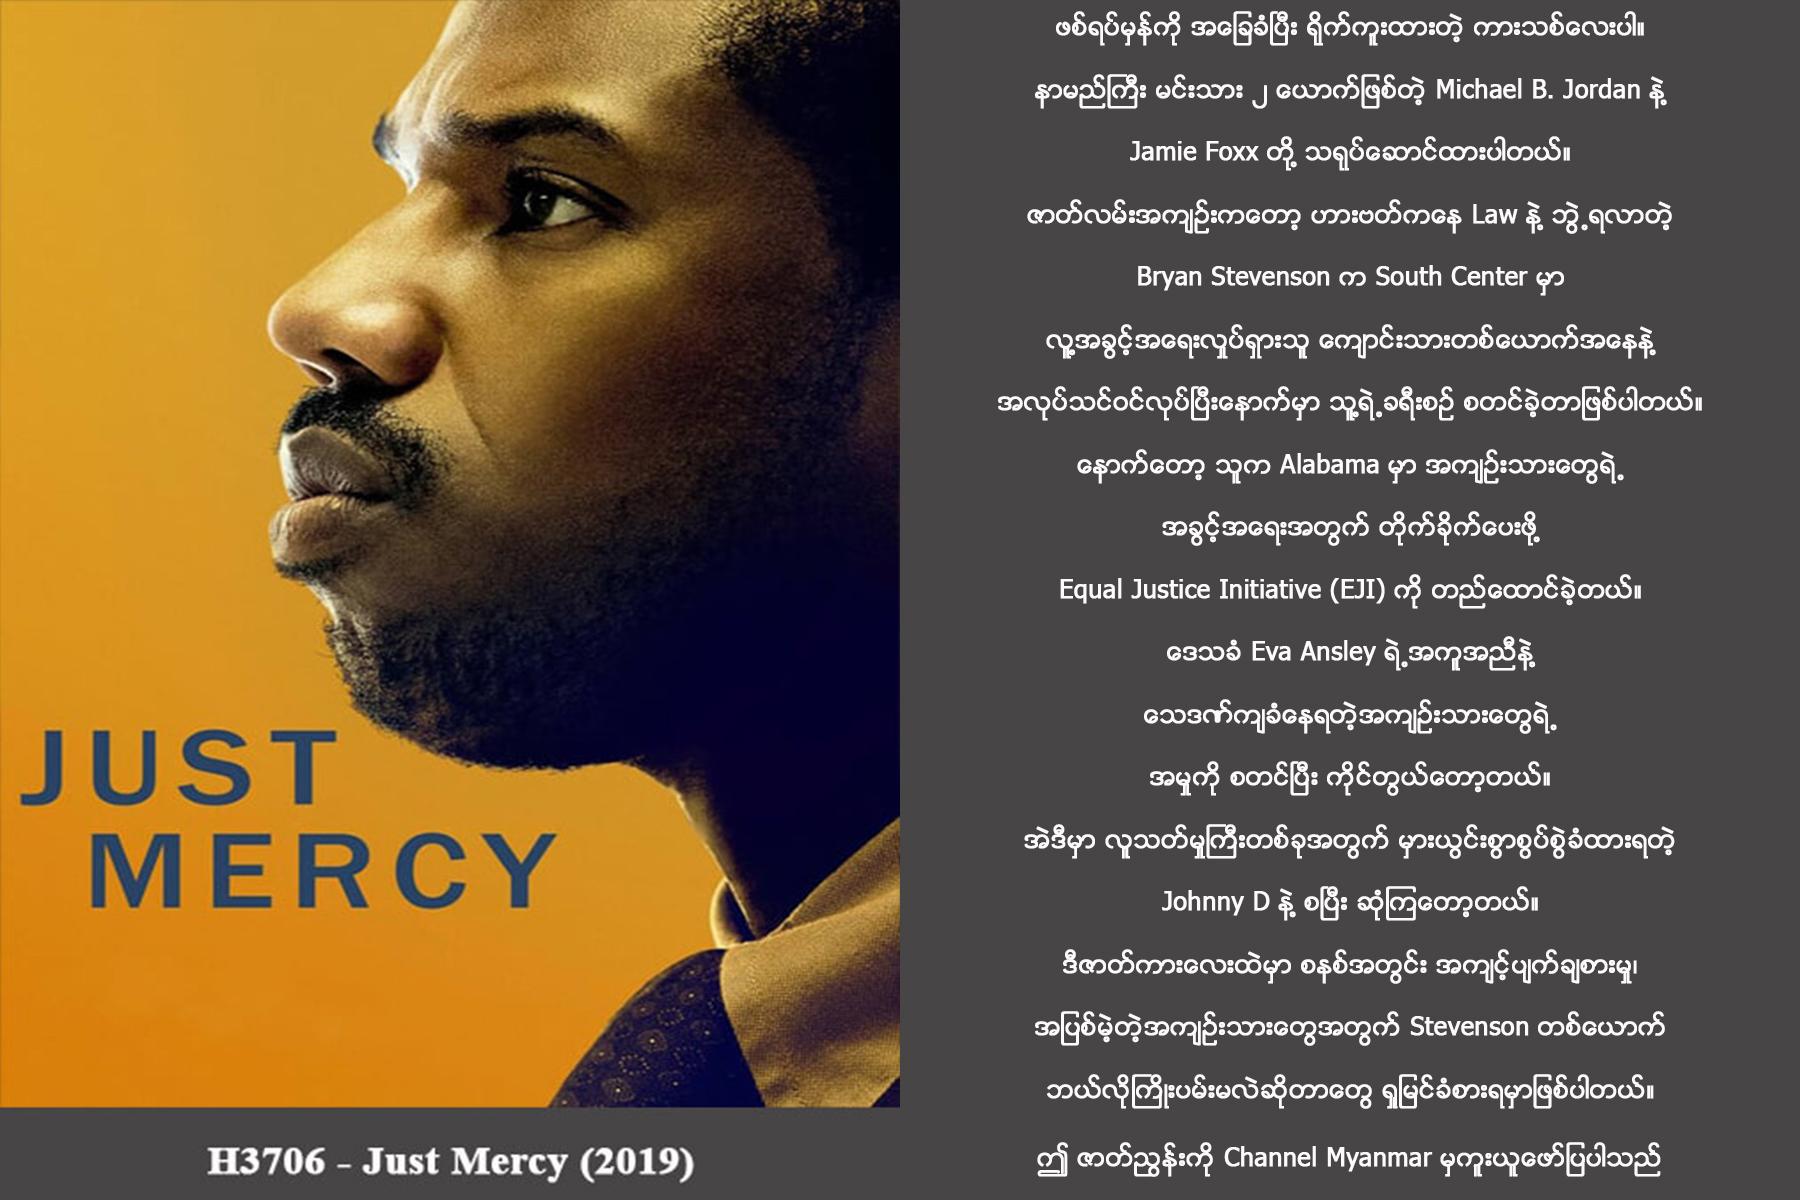 JUST
MERCY
H3706 - Just Mercy (2019)
ဖစ်ရပ်မှန်ကို အခြေခံပြီး ရိုက်ကူးထားတဲ့ ကားသစ်လေးပါ။
နာမည်ကြီး မင်းသား ၂ ယောက်ဖြစ်တဲ့ Michael B. Jordan နဲ့
Jamie Foxx တို့ သရုပ်ဆောင်ထားပါတယ်။
ဇာတ်လမ်းအကျဉ်းကတော့ ဟားဗတ်ကနေ Law နဲ့ ဘွဲ့ရလာတဲ့
Bryan Stevenson က South Center မှာ
လူ့အခွင့်အရေးလှုပ်ရှားသူ ကျောင်းသားတစ်ယောက်အနေနဲ့
အလုပ်သင်ဝင်လုပ်ပြီးနောက်မှာ သူ့ရဲ့ခရီးစဉ် စတင်ခဲ့တာဖြစ်ပါတယ်။
နောက်တော့ သူက Alabama မှာ အကျဉ်းသားတွေရဲ့
အခွင့်အရေးအတွက် တိုက်ခိုက်ပေးဖို့
Equal Justice Initiative (EJI) ကို တည်ထောင်ခဲ့တယ်။
ဒေသခံ Eva Ansley ရဲ့အကူအညီနဲ့
သေဒဏ်ကျခံနေရတဲ့အကျဉ်းသားတွေရဲ့
အမှုကို စတင်ပြီး ကိုင်တွယ်တော့တယ်။
အဲဒီမှာ လူသတ်မှုကြီးတစ်ခုအတွက် မှားယွင်းစွာစွပ်စွဲခံထားရတဲ့
Johnny D နဲ့ စပြီး ဆုံကြတော့တယ်။
ဒီဇာတ်ကားလေးထဲမှာ စနစ်အတွင်း အကျင့်ပျက်ချစားမှု၊
အပြစ်မဲ့တဲ့အကျဉ်းသားတွေအတွက် Stevenson တစ်ယောက်
ဘယ်လိုကြိုးပမ်းမလဲဆိုတာတွေ ရှုမြင်ခံစားရမှာဖြစ်ပါတယ်။
ဤ ဇာတ်ညွှန်းကို Channel Myanmar မှကူးယူဖော်ပြပါသည်